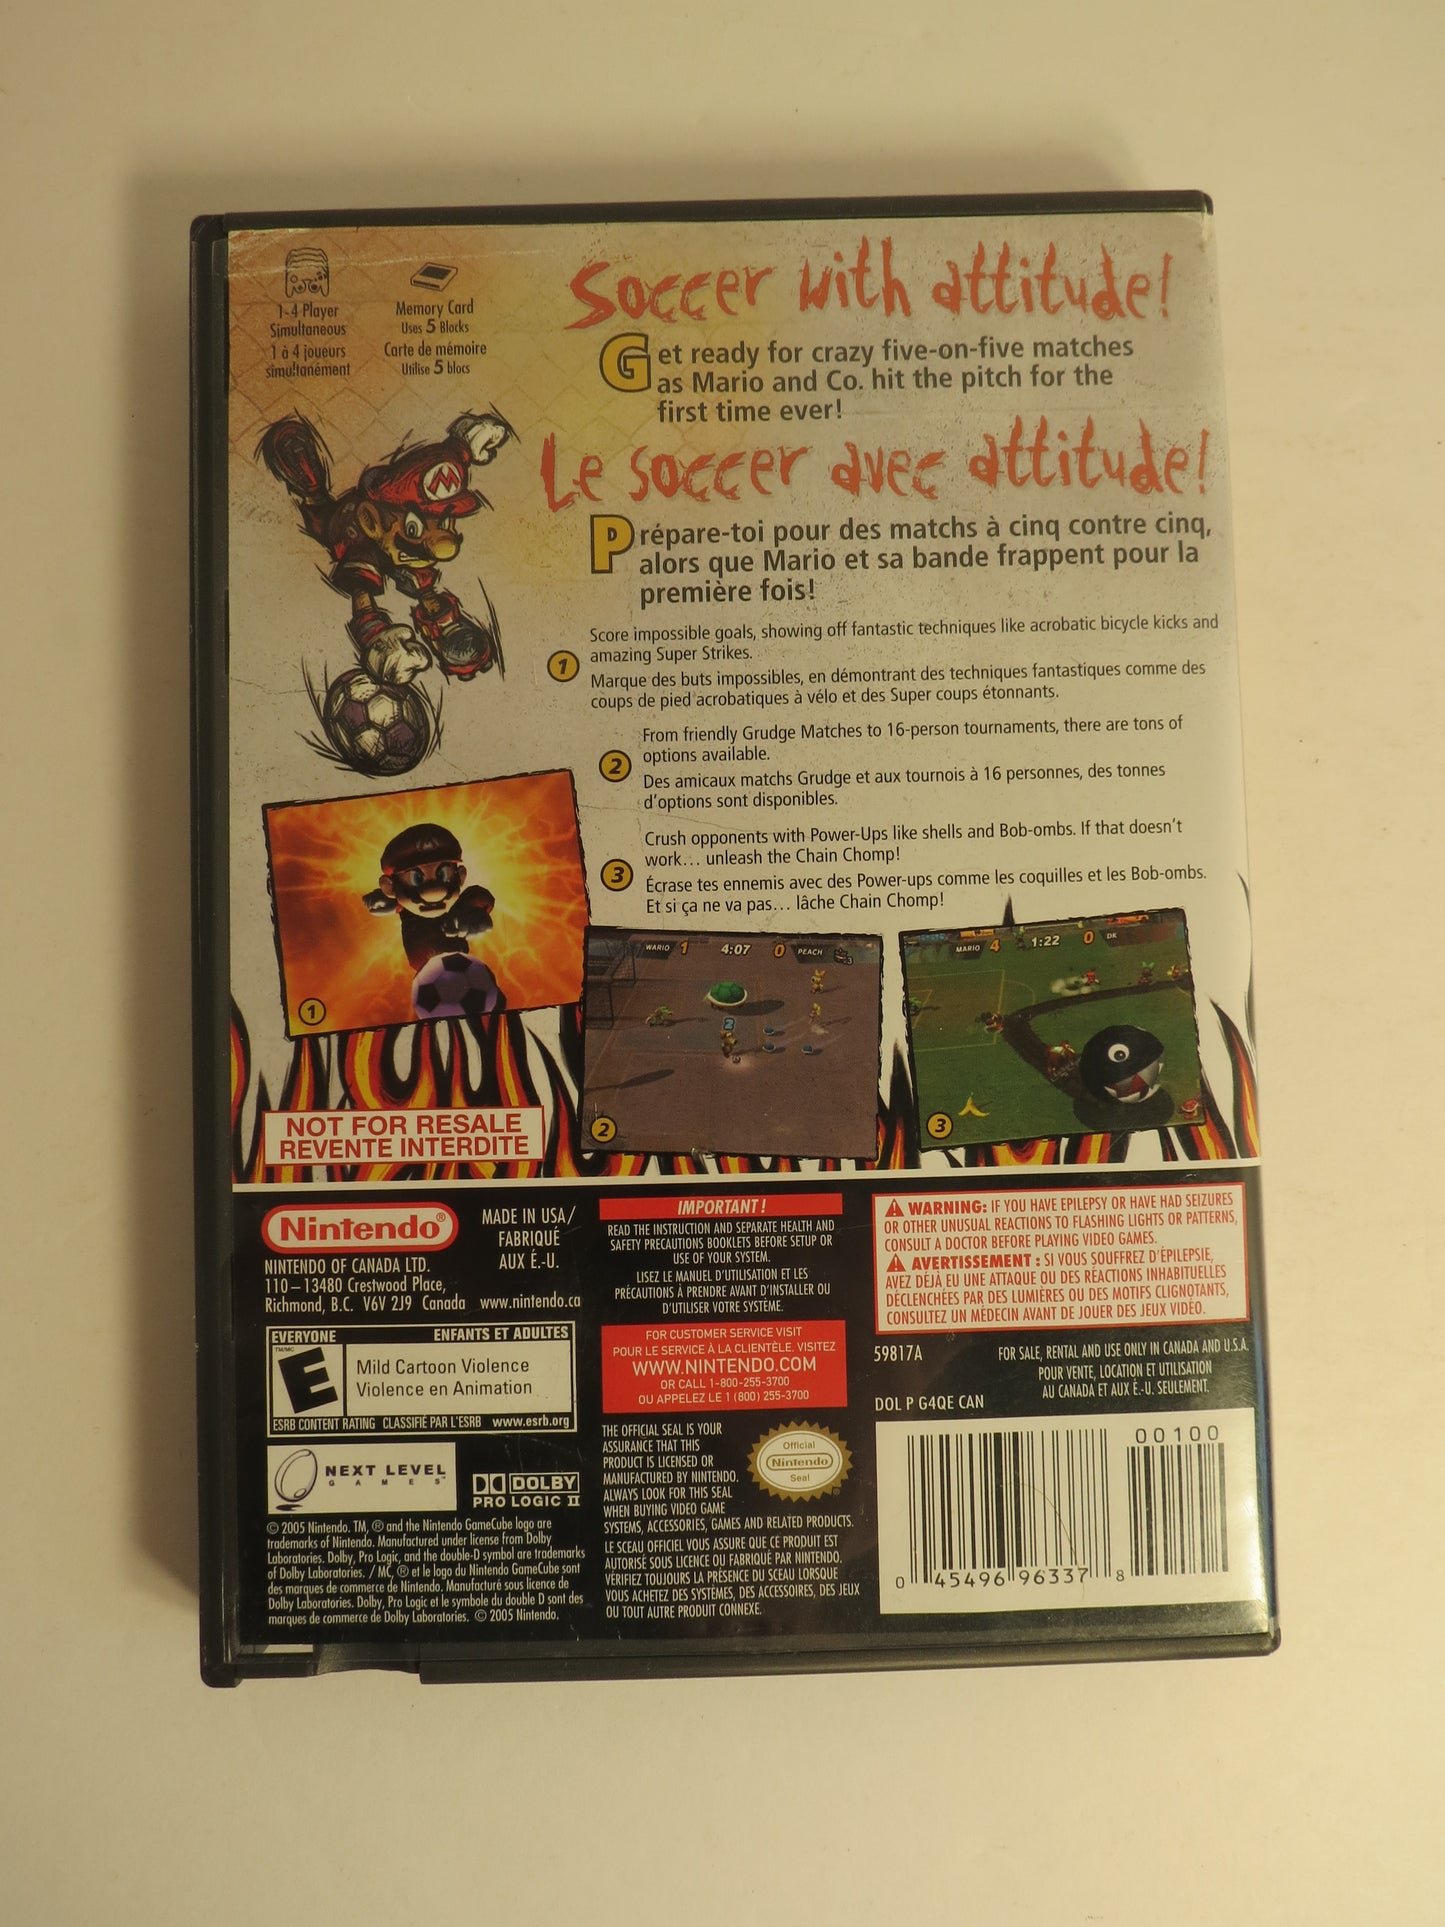 1-4 Player
Simultaneous
1 à 4 joueurs
simultanément
Memory Card
Uses 5 Blocks
Carte de mémoire
Utilise 5 blocs
Soccer with attitude!
Get ready for crazy five-on-five matches
as Mario and Co. hit the pitch for the
first time ever!
Le soccer avec attitude!
Prépare-toi pour des matchs à cinq contre cinq,
alors que Mario et sa bande frappent pour la
première fois!
M
1
Score impossible goals, showing off fantastic techniques like acrobatic bicycle kicks and
amazing Super Strikes.
Marque des buts impossibles, en démontrant des techniques fantastiques comme des
coups de pied acrobatiques à vélo et des Super coups étonnants.
2
From friendly Grudge Matches to 16-person tournaments, there are tons of
options available.
Des amicaux matchs Grudge et aux tournois à 16 personnes, des tonnes
d'options sont disponibles.
3
Crush opponents with Power-Ups like shells and Bob-ombs. If that doesn't
work... unleash the Chain Chomp!
Écrase tes ennemis avec des Power-ups comme les coquilles et les Bob-ombs.
Et si ça ne va pas... lâche Chain Chomp!
1
WARIO 1 4:07 0 PEACH
2
2
MARIO 4 1:22 0 DK
3
NOT FOR RESALE
REVENTE INTERDITE
Nintendo®
NINTENDO OF CANADA LTD.
110-13480 Crestwood Place,
Richmond, B.C. V6V 2J9 Canada www.nintendo.ca
MADE IN USA/
FABRIQUÉ
AUX É.-U.
EVERYONE ENFANTS ET ADULTES
TM/MC
E
Mild Cartoon Violence
Violence en Animation
ESRB CONTENT RATING CLASSIFIÉ PAR L'ESRB www.esrb.org
NEXT LEVEL
GAMES™
DOLBY
PRO LOGIC II
© 2005 Nintendo. TM, ® and the Nintendo GameCube logo are
trademarks of Nintendo. Manufactured under license from Dolby
Laboratories. Dolby, Pro Logic, and the double-D symbol are trademarks
of Dolby Laboratories. / MC, ® et le logo du Nintendo GameCube sont
des marques de commerce de Nintendo. Manufacturé sous licence de
Dolby Laboratories. Dolby, Pro Logic et le symbole du double D sont des
marques de commerce de Dolby Laboratories. © 2005 Nintendo.
IMPORTANT!
READ THE INSTRUCTION AND SEPARATE HEALTH AND
SAFETY PRECAUTIONS BOOKLETS BEFORE SETUP OR
USE OF YOUR SYSTEM.
LISEZ LE MANUEL D'UTILISATION ET LES
PRÉCAUTIONS À PRENDRE AVANT D'INSTALLER OU
D'UTILISER VOTRE SYSTÈME.
FOR CUSTOMER SERVICE VISIT
POUR LE SERVICE À LA CLIENTÈLE, VISITEZ
WWW.NINTENDO.COM
OR CALL 1-800-255-3700
OU APPELEZ LE 1 (800) 255-3700
THE OFFICIAL SEAL IS YOUR
ASSURANCE THAT THIS
PRODUCT IS LICENSED OR
MANUFACTURED BY NINTENDO.
ALWAYS LOOK FOR THIS SEAL
WHEN BUYING VIDEO GAME
SYSTEMS, ACCESSORIES, GAMES AND RELATED PRODUCTS.
LE SCEAU OFFICIEL VOUS ASSURE QUE CE PRODUIT EST
AUTORISÉ SOUS LICENCE OU FABRIQUÉ PAR NINTENDO.
VÉRIFIEZ TOUJOURS LA PRÉSENCE DU SCEAU LORSQUE
VOUS ACHETEZ DES SYSTÈMES, DES ACCESSOIRES, DES JEUX
OU TOUT AUTRE PRODUIT CONNEXE.
Official
Nintendo
Seal
WARNING: IF YOU HAVE EPILEPSY OR HAVE HAD SEIZURES
OR OTHER UNUSUAL REACTIONS TO FLASHING LIGHTS OR PATTERNS,
CONSULT A DOCTOR BEFORE PLAYING VIDEO GAMES.
AVERTISSEMENT : SI VOUS SOUFFREZ D'ÉPILEPSIE,
AVEZ DÉJÀ EU UNE ATTAQUE OU DES RÉACTIONS INHABITUELLES
DÉCLENCHÉES PAR DES LUMIÈRES OU DES MOTIFS CLIGNOTANTS,
CONSULTEZ UN MÉDECIN AVANT DE JOUER DES JEUX VIDÉO.
59817A
FOR SALE, RENTAL AND USE ONLY IN CANADA AND U.S.A.
POUR VENTE, LOCATION ET UTILISATION
AU CANADA ET AUX É.-U. SEULEMENT.
DOL P G4QE CAN
00100
0 45496 96337 8